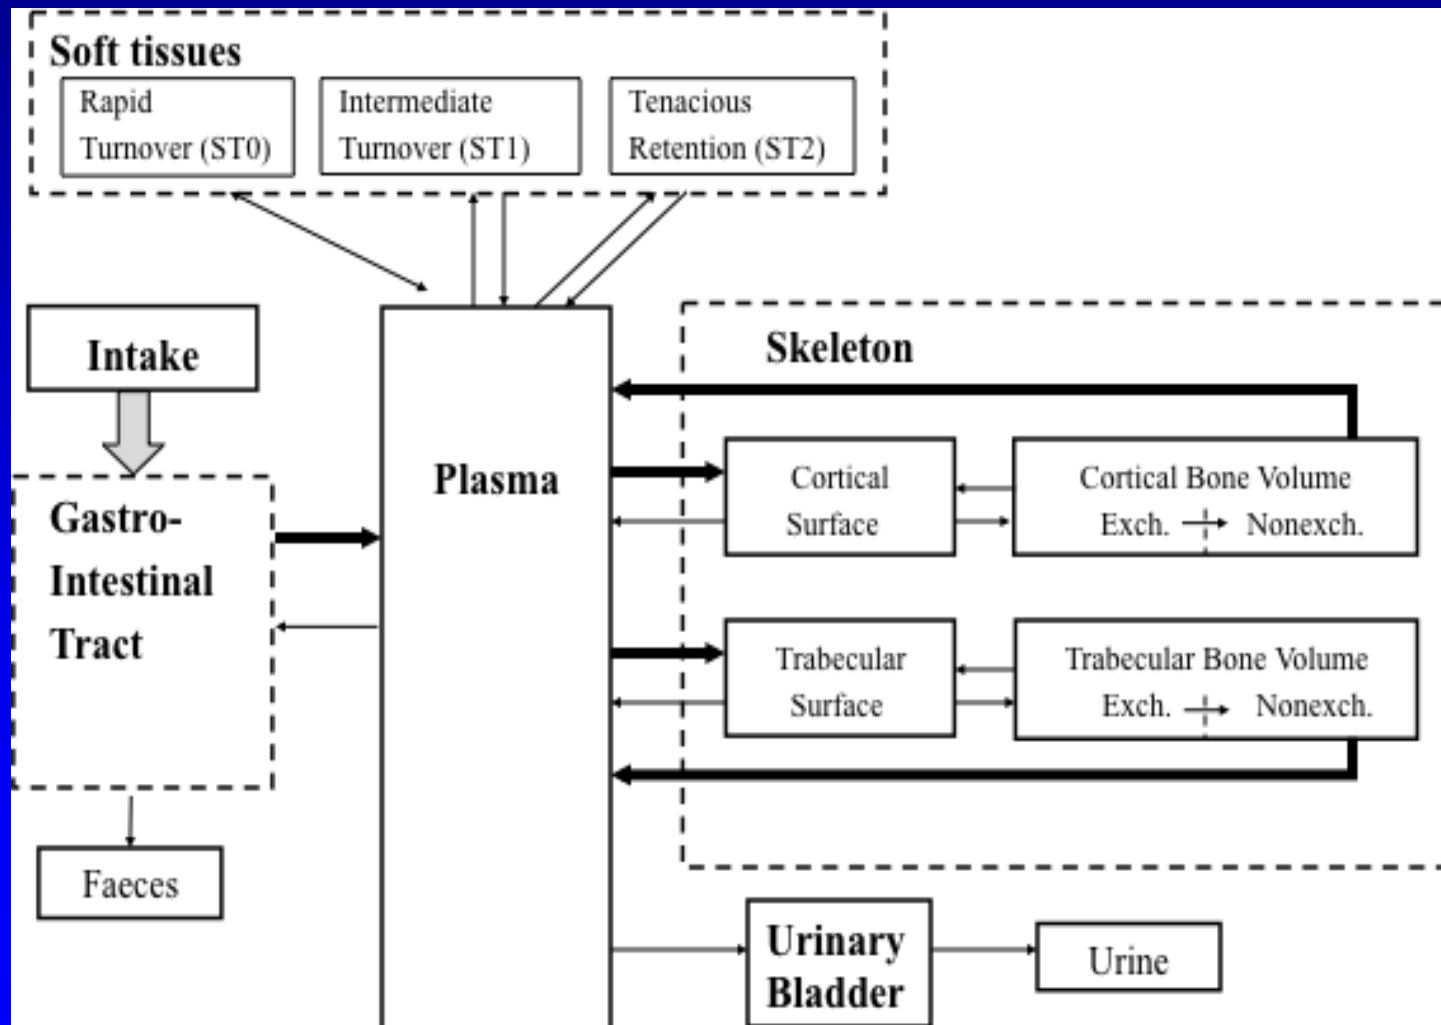 Soft tissues
Rapid
Turnover (ST0)
Intermediate
Turnover (ST1)
Tenacious
Retention (ST2)
Intake
Gastro-
Intestinal
Tract
Faeces
Plasma
Skeleton
Cortical
Surface
Cortical Bone Volume
Exch. Nonexch.
Trabecular
Surface
Trabecular Bone Volume
Exch. Nonexch.
Urinary
Bladder
Urine